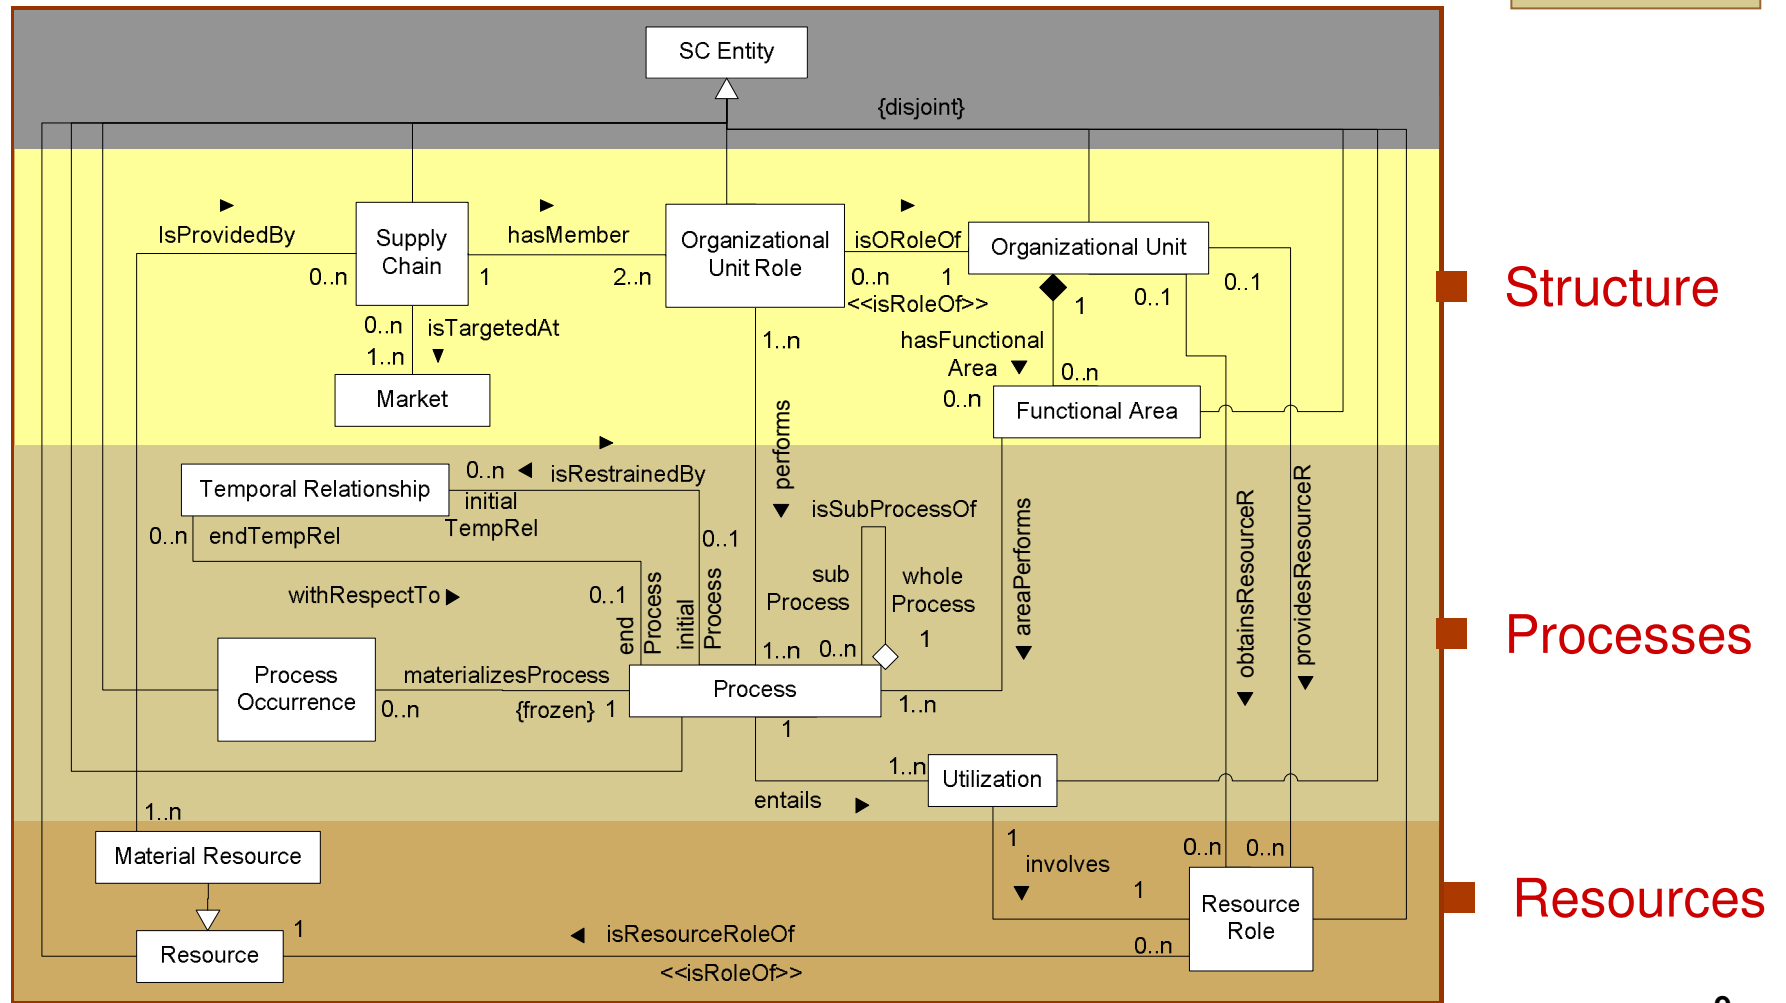 SC Entity
{disjoint}
IsProvidedBy
Supply
Chain
hasMember
Organizational
Unit Role
isORoleOf
Organizational Unit
0..n
1
2..n
0..n
1
<<isRoleOf>>
1
0..1
0..1
Structure
0..n
isTargetedAt
1..n
1..n
hasFunctional
Area
0..n
Market
0..n
Functional Area
performs
Temporal Relationship
0..n
isRestrainedBy
initial
TempRel
0..n
endTempRel
0..1
isSubProcessOf
areaPerforms
obtainsResourceR
providesResourceR
withRespectTo
0..1
end
Process
initial
Process
sub
Process
whole
Process
1
1..n
0..n
Processes
Process
Occurrence
materializesProcess
0..n
{frozen}
1
Process
1..n
1
1..n
Utilization
entails
1..n
Material Resource
1
involves
1
0..n
0..n
Resource
Role
Resources
Resource
1
isResourceRoleOf
<<isRoleOf>>
0..n